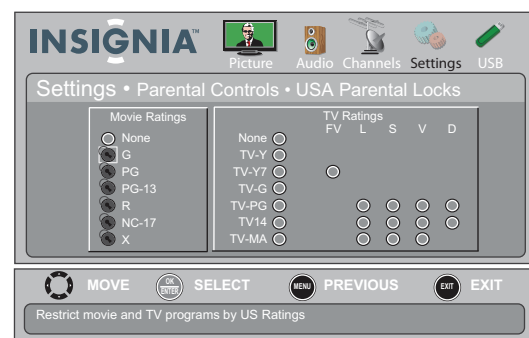 INSIGNIA™
Picture Audio Channels Settings USB
Settings • Parental Controls • USA Parental Locks
Movie Ratings
None
G
PG
PG-13
R
NC-17
X
TV Ratings
FV L S V D
None
TV-Y
TV-Y7
TV-G
TV-PG
TV14
TV-MA
MOVE OK ENTER SELECT MENU PREVIOUS EXIT EXIT
Restrict movie and TV programs by US Ratings